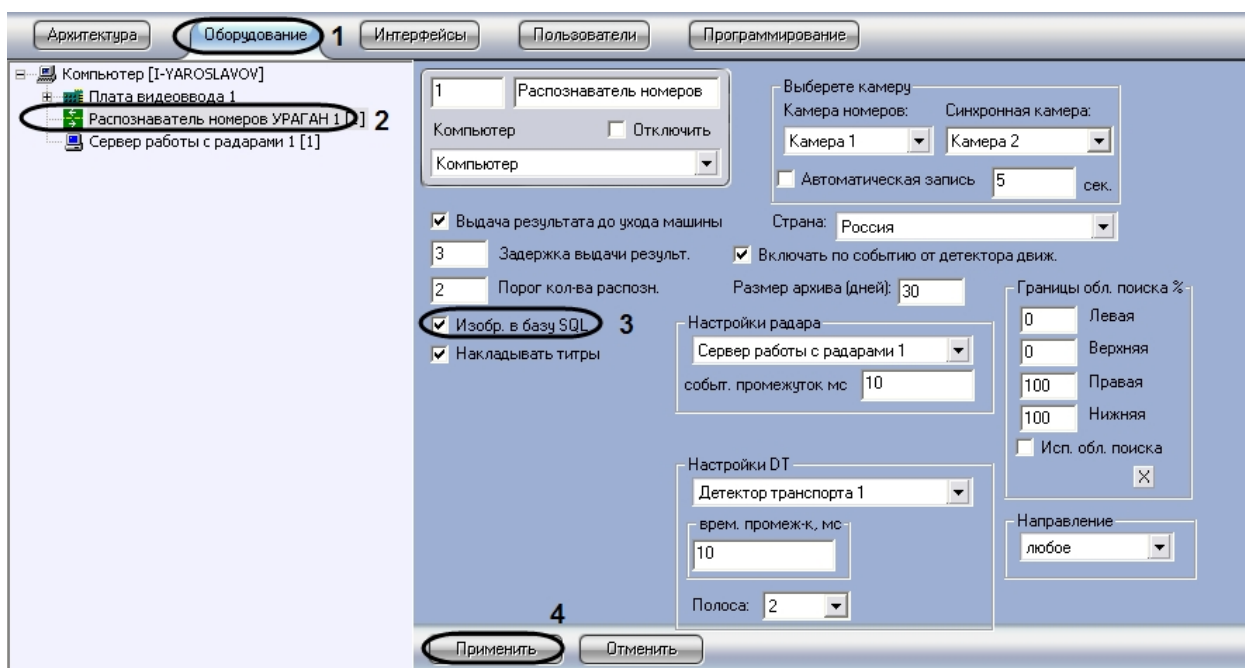 Архитектура Оборудование 1 Интерфейсы Пользователи Программирование
Компьютер [I-YAROSLAVOV]
Плата видеоввода 1
Распознаватель номеров УРАГАН 1 2
Сервер работы с радарами 1 [1]
1 Распознаватель номеров
Компьютер Отключить
Компьютер
Выберете камеру
Камера номеров: Синхронная камера:
Камера 1 Камера 2
Автоматическая запись 5 сек.
Выдача результата до ухода машины
Страна: Россия
3 Задержка выдачи результ.
Включать по событию от детектора движ.
2 Порог кол-ва распозн.
Размер архива (дней): 30
Изобр. в базу SQL 3
Накладывать титры
Настройки радара
Сервер работы с радарами 1
событ. промежуток мс 10
Границы обл. поиска %
0 Левая
0 Верхняя
100 Правая
100 Нижняя
Исп. обл. поиска
X
Настройки DT
Детектор транспорта 1
врем. промеж-к, мс
10
Полоса: 2
Направление
любое
4
Применить Отменить